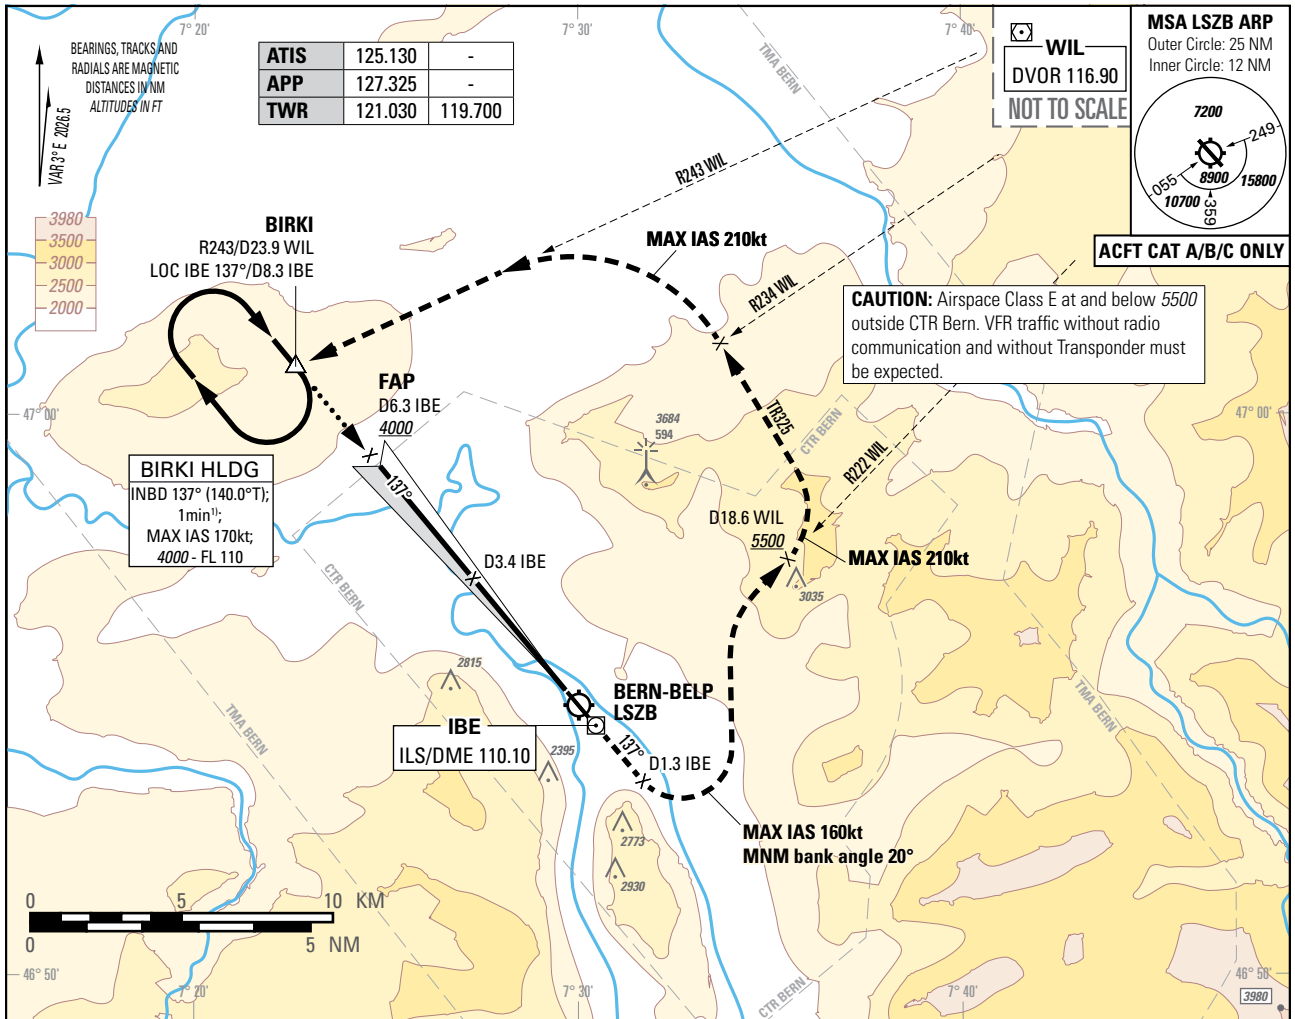 7° 20'
7° 30'
7° 40'
BEARINGS, TRACKS AND
RADIALS ARE MAGNETIC
DISTANCES IN NM
ALTITUDES IN FT
VAR 3° E 2026.5
ATIS 125.130 -
APP 127.325 -
TWR 121.030 119.700
TMA BERN
WIL
DVOR 116.90
NOT TO SCALE
MSA LSZB ARP
Outer Circle: 25 NM
Inner Circle: 12 NM
7200
249
055
8900
15800
10700
359
ACFT CAT A/B/C ONLY
3980
3500
3000
2500
2000
BIRKI
R243/D23.9 WIL
LOC IBE 137°/D8.3 IBE
R243 WIL
MAX IAS 210kt
R234 WIL
CAUTION: Airspace Class E at and below 5500
outside CTR Bern. VFR traffic without radio
communication and without Transponder must
be expected.
FAP
D6.3 IBE
4000
47° 00'
47° 00'
3684
594
TR325
CTR BERN
R222 WIL
BIRKI HLDG
INBD 137° (140.0°T);
1min¹⁾;
MAX IAS 170kt;
4000 - FL 110
137°
D18.6 WIL
5500
MAX IAS 210kt
D3.4 IBE
3035
CTR BERN
2815
TMA BERN
BERN-BELP
LSZB
TMA BERN
IBE
ILS/DME 110.10
137°
D1.3 IBE
2395
MAX IAS 160kt
MNM bank angle 20°
2773
2930
0 5 10 KM
0 5 NM
46° 50'
46° 50'
7° 20'
7° 30'
7° 40'
CTR BERN
3980